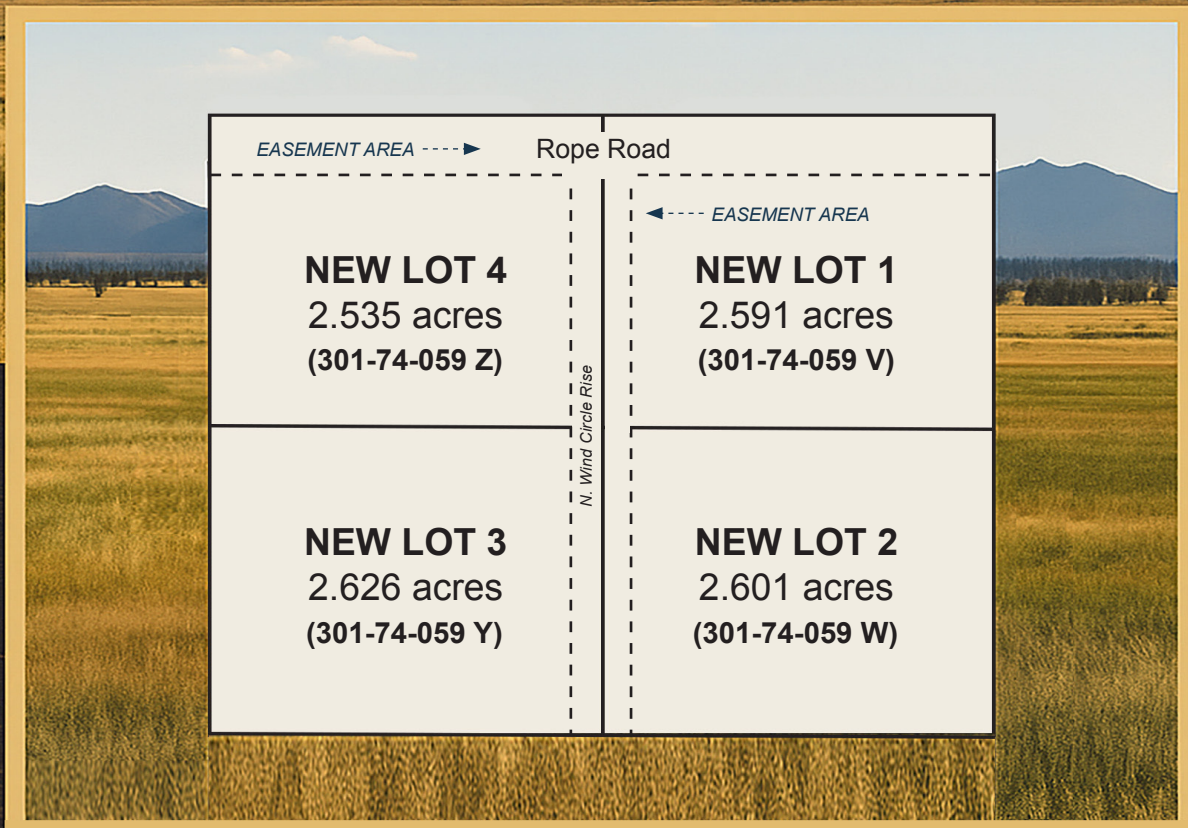 EASEMENT AREA
Rope Road
EASEMENT AREA
NEW LOT 4
2.535 acres
(301-74-059 Z)
NEW LOT 1
2.591 acres
(301-74-059 V)
N. Wind Circle Rise
NEW LOT 3
2.626 acres
(301-74-059 Y)
NEW LOT 2
2.601 acres
(301-74-059 W)